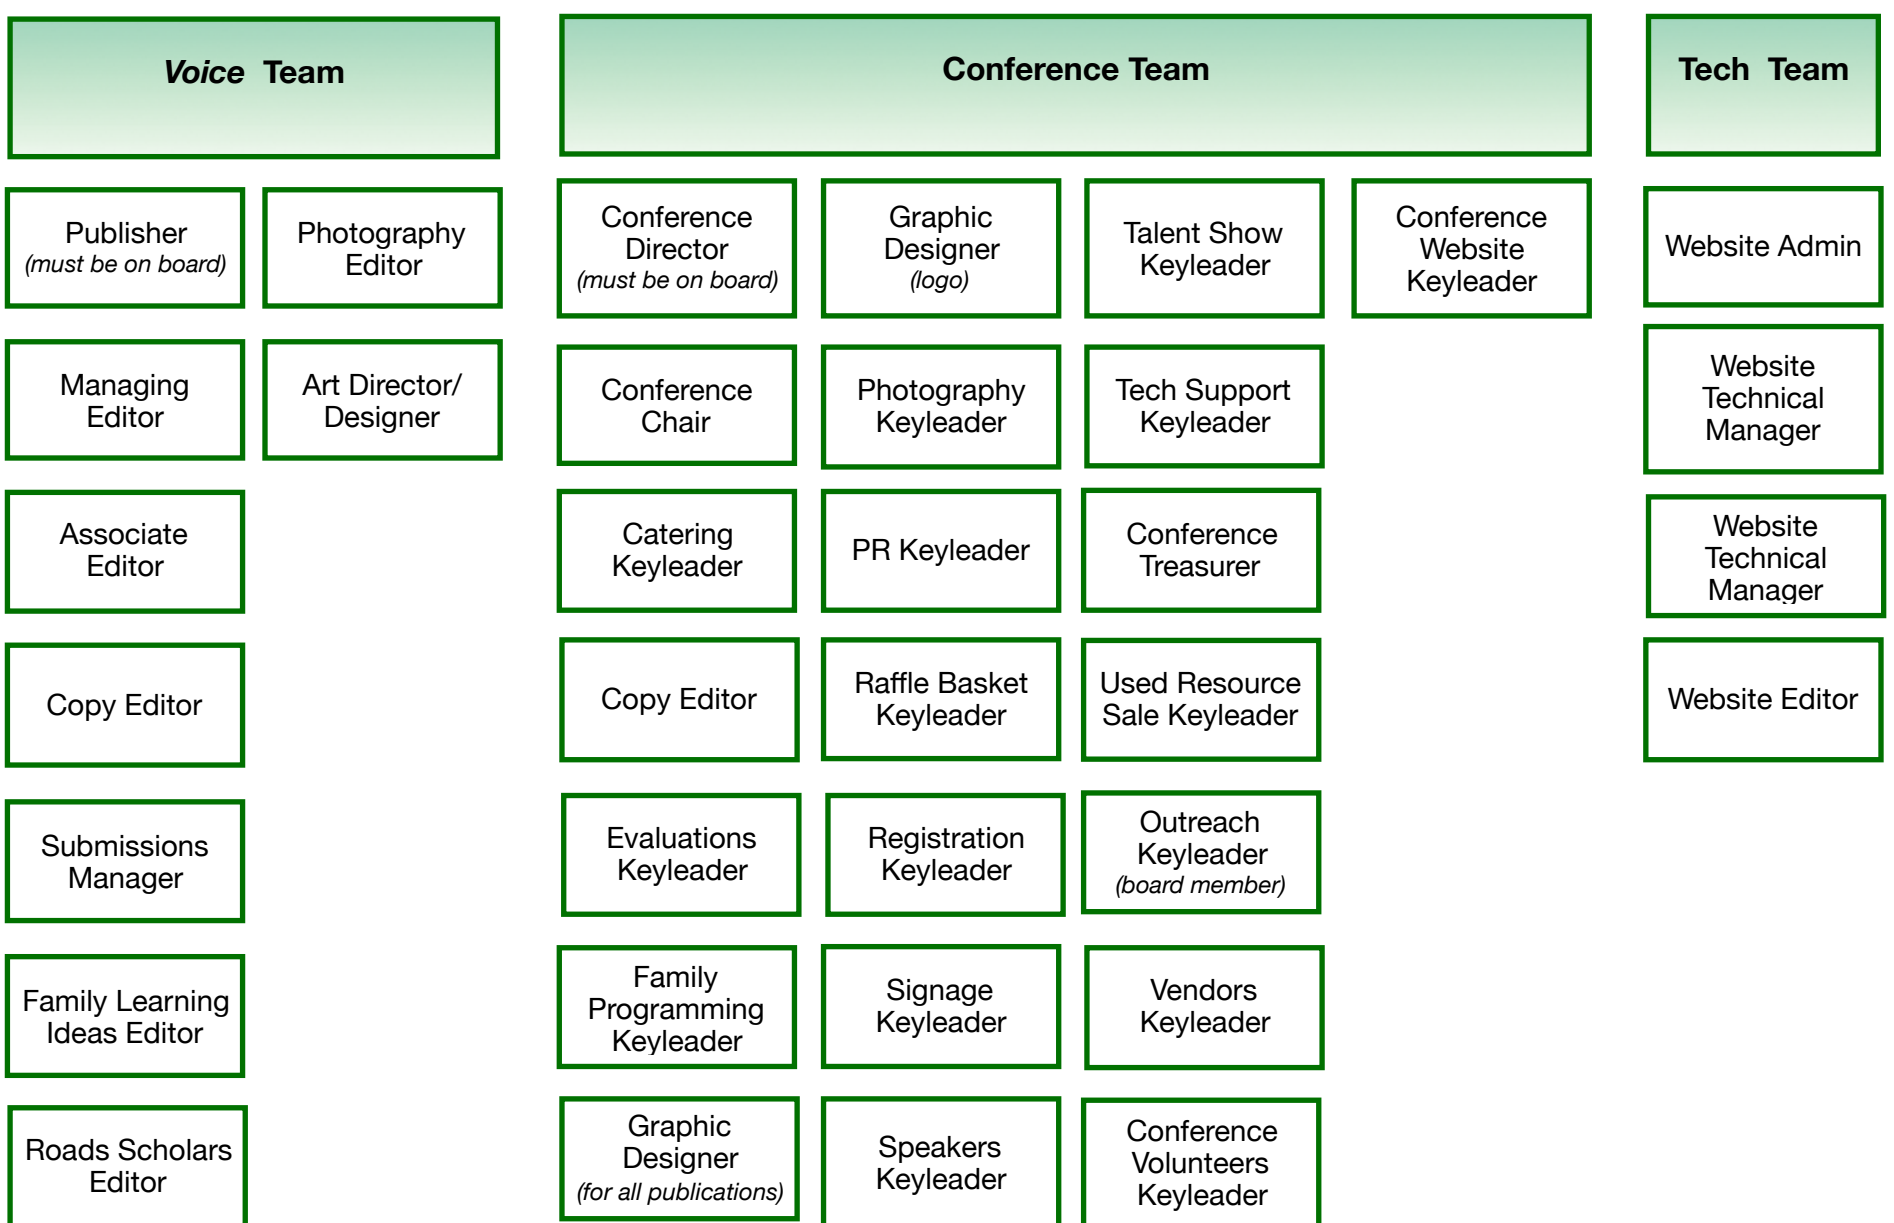 Voice Team
Publisher
(must be on board)
Photography
Editor
Managing
Editor
Art Director/
Designer
Associate
Editor
Copy Editor
Submissions
Manager
Family Learning
Ideas Editor
Roads Scholars
Editor
Conference Team
Conference
Director
(must be on board)
Graphic
Designer
(logo)
Talent Show
Keyleader
Conference
Website
Keyleader
Conference
Chair
Photography
Keyleader
Tech Support
Keyleader
Catering
Keyleader
PR Keyleader
Conference
Treasurer
Copy Editor
Raffle Basket
Keyleader
Used Resource
Sale Keyleader
Evaluations
Keyleader
Registration
Keyleader
Outreach
Keyleader
(board member)
Family
Programming
Keyleader
Signage
Keyleader
Vendors
Keyleader
Graphic
Designer
(for all publications)
Speakers
Keyleader
Conference
Volunteers
Keyleader
Tech Team
Website Admin
Website
Technical
Manager
Website
Technical
Manager
Website Editor